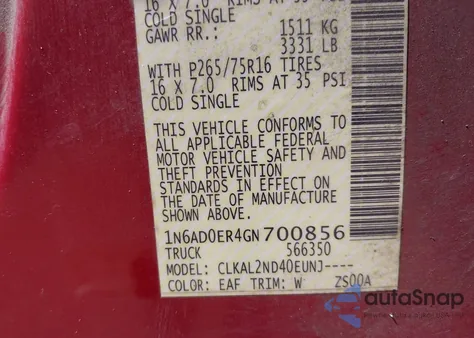 16 X 7.0 RIMS AT 35 PSI
COLD SINGLE
GAWR RR.: 1511 KG
3331 LB
WITH P265/75R16 TIRES
16 X 7.0 RIMS AT 35 PSI
COLD SINGLE
THIS VEHICLE CONFORMS TO
ALL APPLICABLE FEDERAL
MOTOR VEHICLE SAFETY AND
THEFT PREVENTION
STANDARDS IN EFFECT ON
THE DATE OF MANUFACTURE
SHOWN ABOVE.
1N6AD0ER4GN700856
TRUCK 566350
MODEL: CLKAL2ND40EUNJ----
COLOR: EAF TRIM: W ZS00A
autoSnap